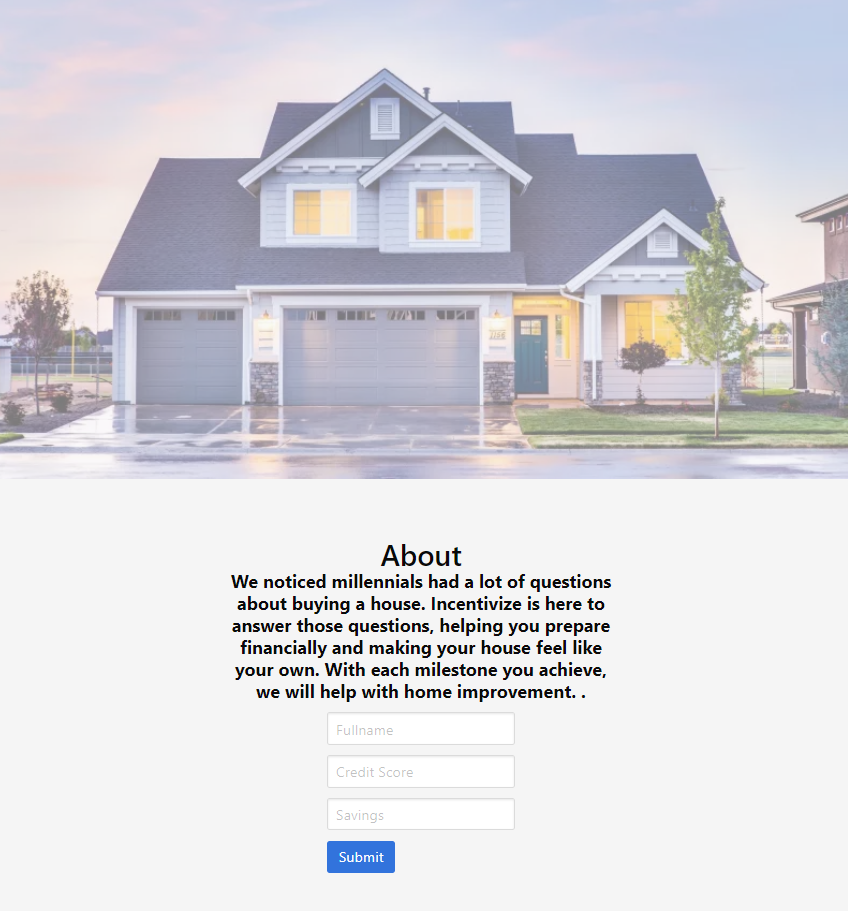 About
We noticed millennials had a lot of questions
about buying a house. Incentivize is here to
answer those questions, helping you prepare
financially and making your house feel like
your own. With each milestone you achieve,
we will help with home improvement. .
Fullname
Credit Score
Savings
Submit